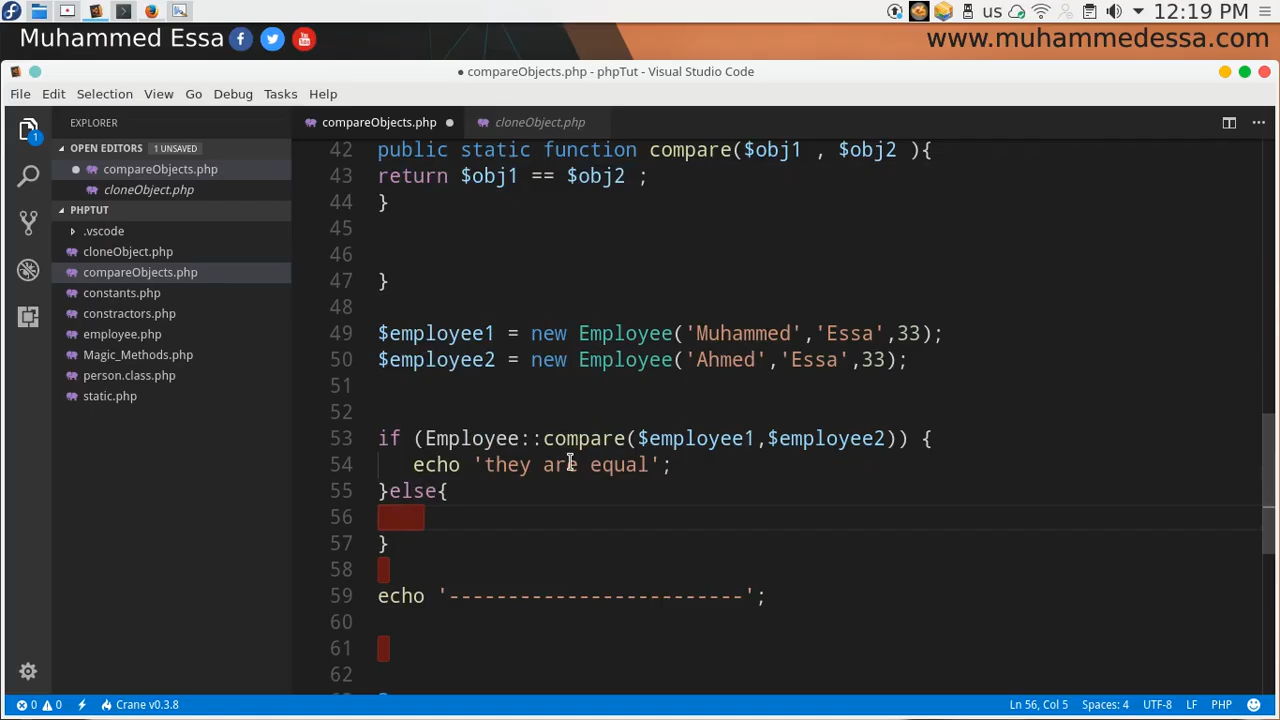 us 12:19 PM
Muhammed Essa
www.muhammedessa.com
● compareObjects.php - phpTut - Visual Studio Code
File Edit Selection View Go Debug Tasks Help
EXPLORER
compareObjects.php ●
cloneObject.php
OPEN EDITORS 1 UNSAVED
● compareObjects.php
cloneObject.php
PHPTUT
.vscode
cloneObject.php
compareObjects.php
constants.php
constractors.php
employee.php
Magic_Methods.php
person.class.php
static.php
1
42 public static function compare($obj1 , $obj2 ){
43 return $obj1 == $obj2 ;
44 }
45
46
47 }
48
49 $employee1 = new Employee('Muhammed','Essa',33);
50 $employee2 = new Employee('Ahmed','Essa',33);
51
52
53 if (Employee::compare($employee1,$employee2)) {
54 echo 'they are equal';
55 }else{
56
57 }
58
59 echo '-------------------------';
60
61
62
0 0 Crane v0.3.8 Ln 56, Col 5 Spaces: 4 UTF-8 LF PHP